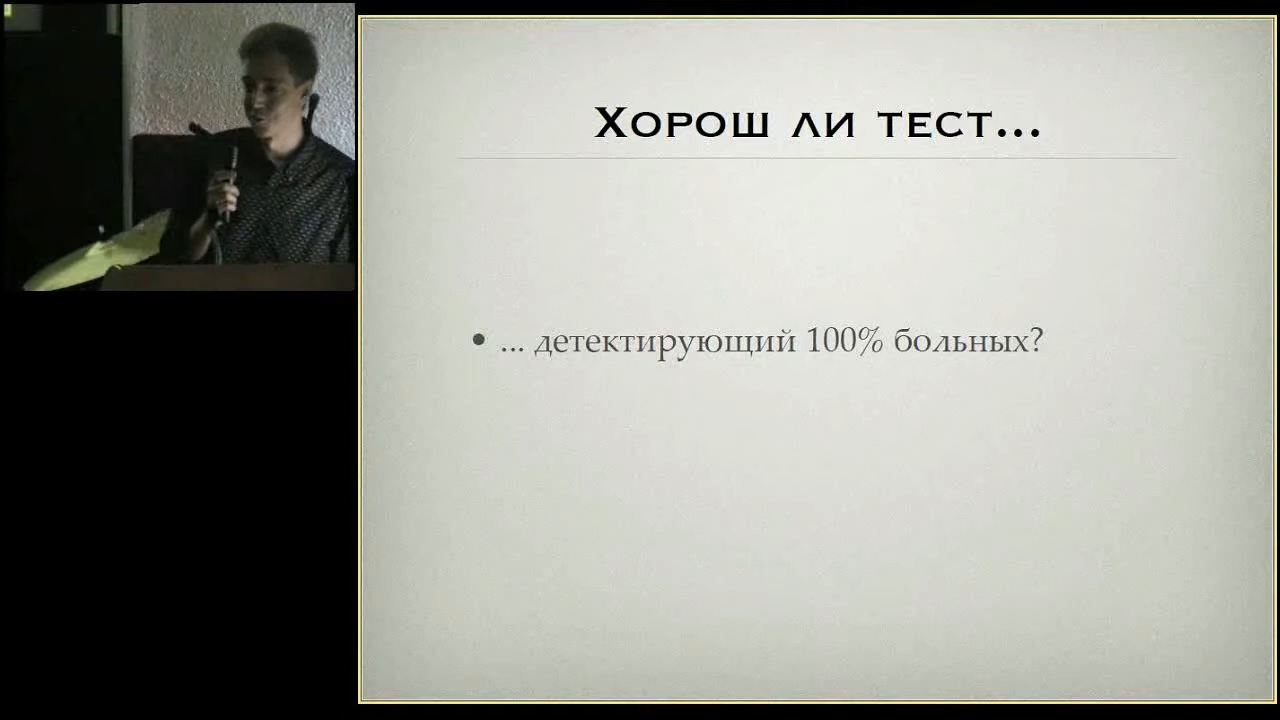 Хорош ли тест...
• ... детектирующий 100% больных?